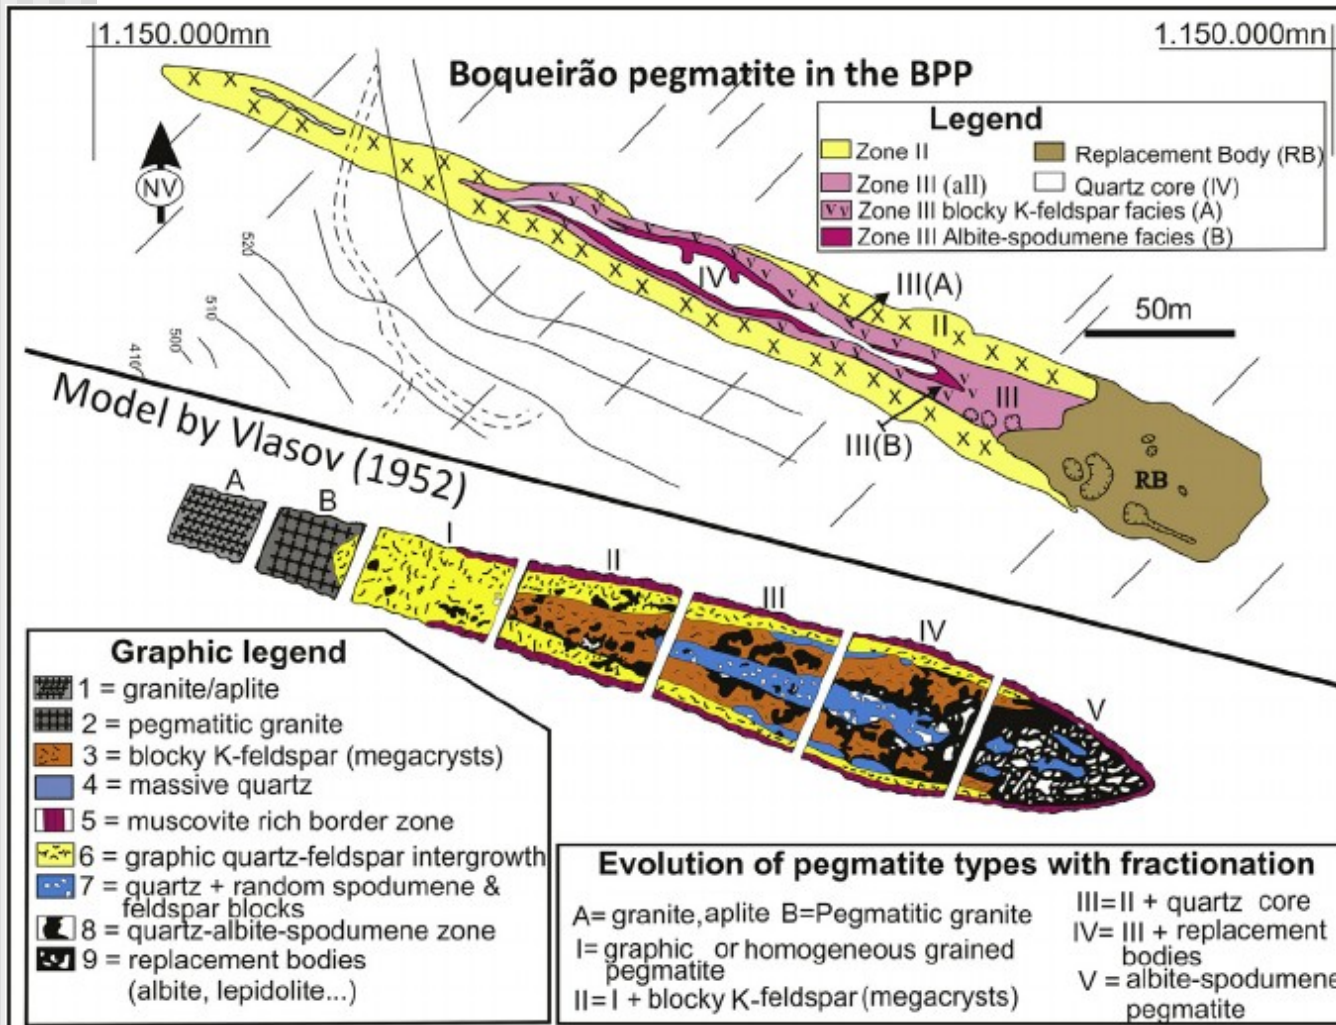 1.150.000mn
1.150.000mn
Boqueirão pegmatite in the BPP
Legend
Zone II
Replacement Body (RB)
Zone III (all)
Quartz core (IV)
V V Zone III blocky K-feldspar facies (A)
Zone III Albite-spodumene facies (B)
NV
IV
III(A)
II
50m
III
III(B)
RB
520
510
500
410
Model by Vlasov (1952)
A
B
I
II
III
IV
V
Graphic legend
1 = granite/aplite
2 = pegmatitic granite
3 = blocky K-feldspar (megacrysts)
4 = massive quartz
5 = muscovite rich border zone
6 = graphic quartz-feldspar intergrowth
7 = quartz + random spodumene &
feldspar blocks
8 = quartz-albite-spodumene zone
9 = replacement bodies
(albite, lepidolite...)
Evolution of pegmatite types with fractionation
A= granite, aplite B=Pegmatitic granite
I= graphic or homogeneous grained
pegmatite
II= I + blocky K-feldspar (megacrysts)
III= II + quartz core
IV= III + replacement
bodies
V = albite-spodumene
pegmatite